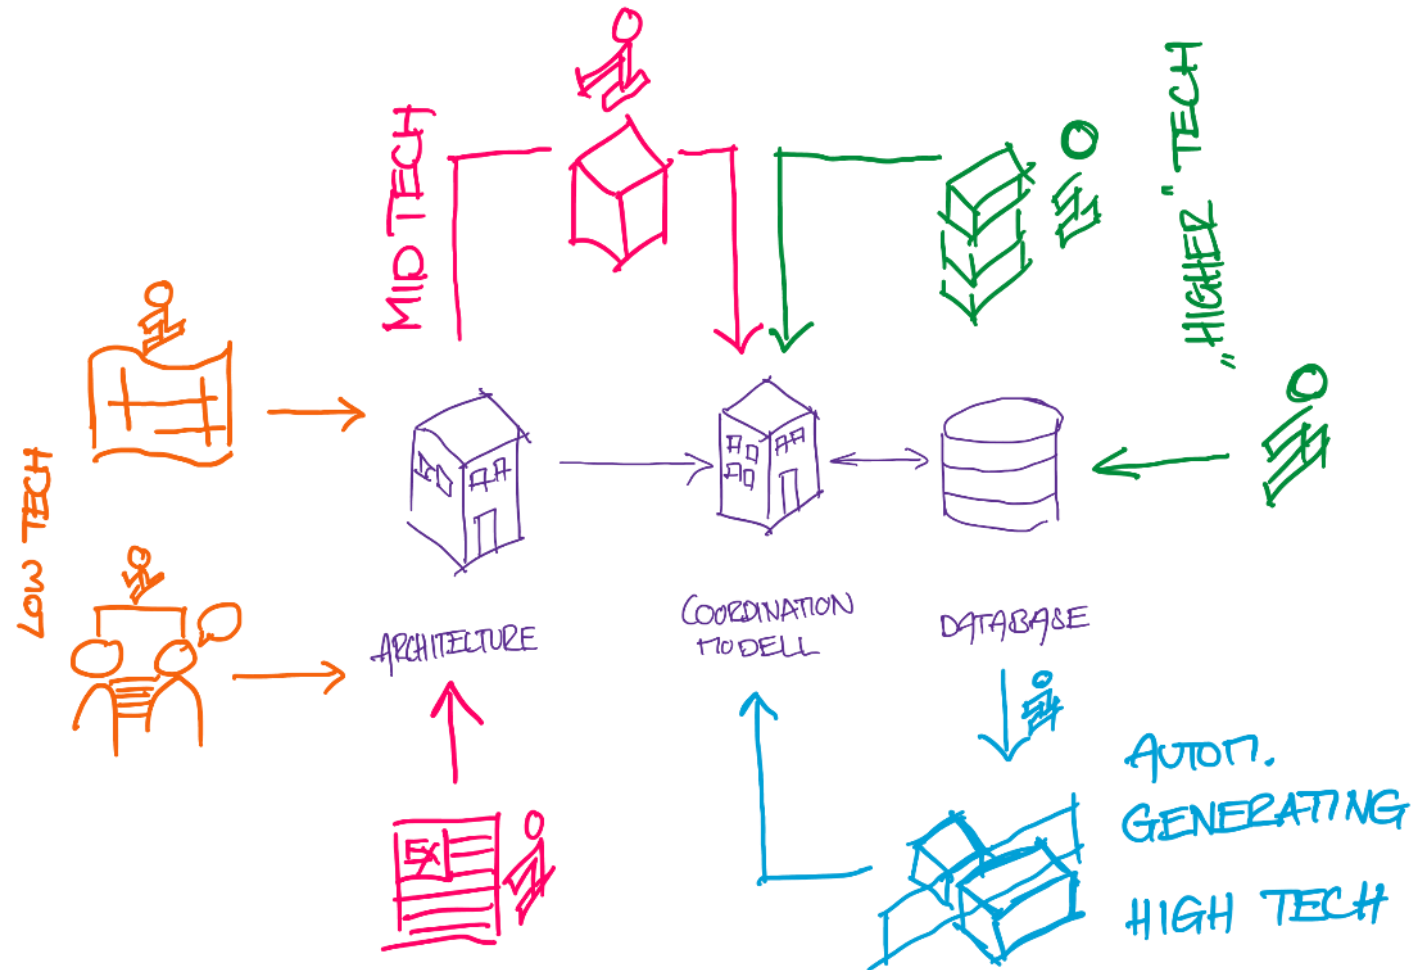 MID TECH
„HIGHER" TECH
LOW TECH
ARCHITECTURE
COORDINATION
MODELL
DATABASE
EX
AUTOM.
GENERATING
HIGH TECH